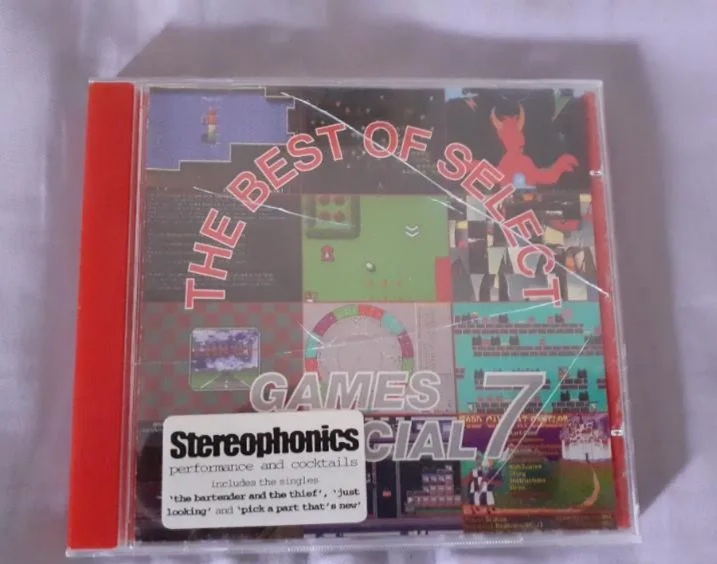 THE BEST OF SELECT
GAMES
CIAL 7
Stereophonics
performance and cocktails
includes the singles
'the bartender and the thief', 'just
looking' and 'pick a part that's new'